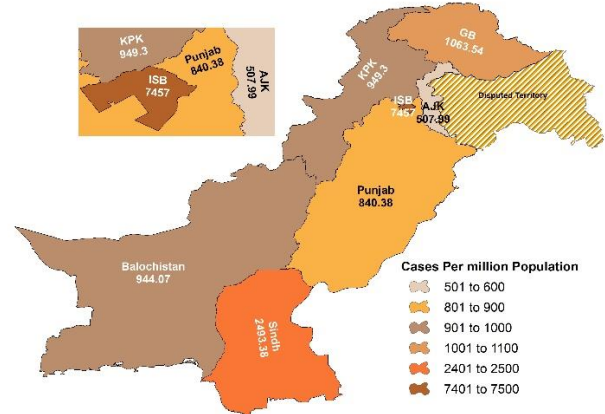 KPK
949.3
Punjab
840.38
ISB
7457
AJK
507.99
GB
1063.54
KPK
949.3
ISB
7457
AJK
507.99
Disputed Territory
Punjab
840.38
Balochistan
944.07
Sindh
2493.38
Cases Per million Population
501 to 600
801 to 900
901 to 1000
1001 to 1100
2401 to 2500
7401 to 7500